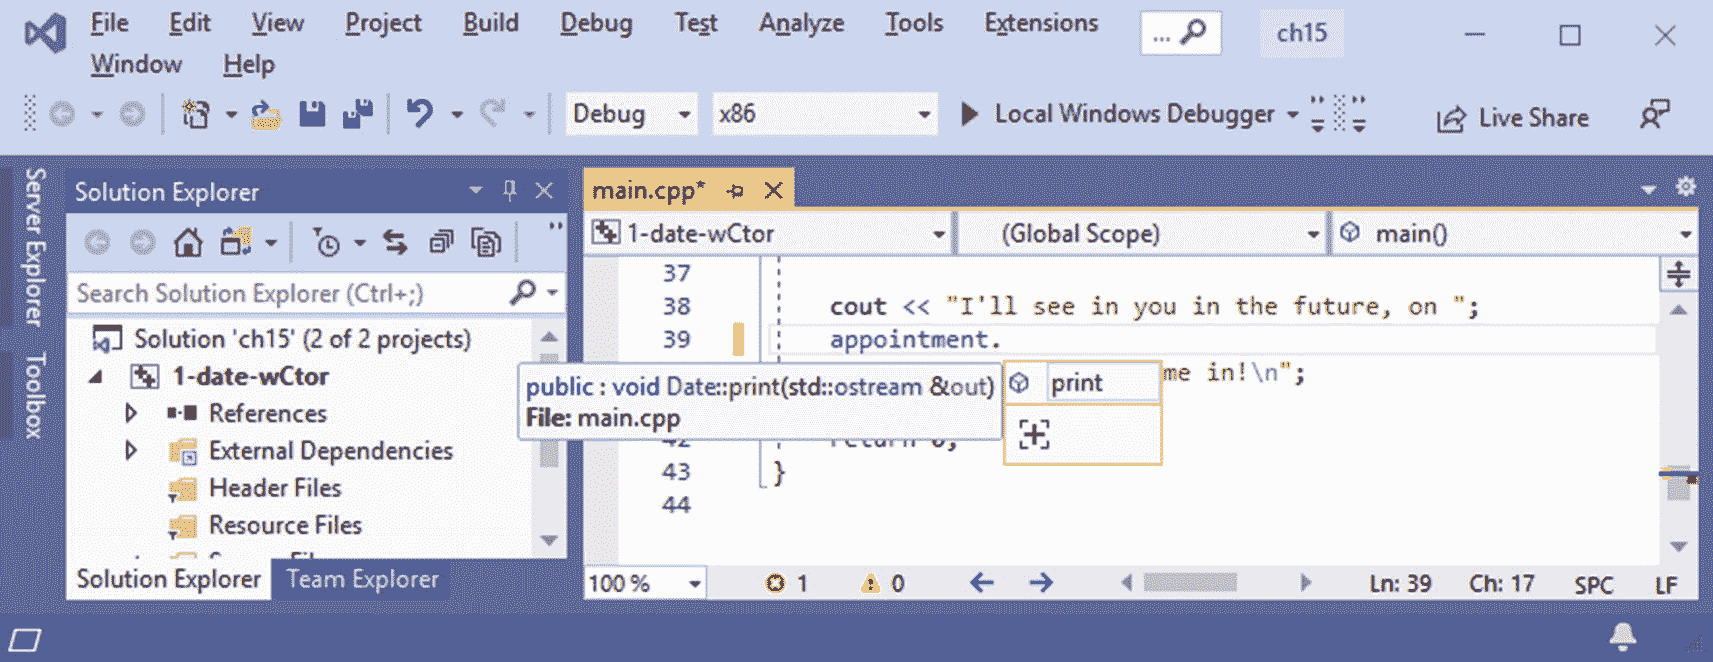 File Edit View Project Build Debug Test Analyze Tools Extensions ... ch15
Window Help
Debug x86 Local Windows Debugger Live Share
Server Explorer
Toolbox
Solution Explorer
Search Solution Explorer (Ctrl+;)
Solution 'ch15' (2 of 2 projects)
1-date-wCtor
References
External Dependencies
Header Files
Resource Files
Solution Explorer Team Explorer
main.cpp*
1-date-wCtor (Global Scope) main()
37
38 cout << "I'll see in you in the future, on ";
39 appointment.
me in!\n";
public : void Date::print(std::ostream &out)
File: main.cpp
print
43 }
44
100 % 1 0 Ln: 39 Ch: 17 SPC LF